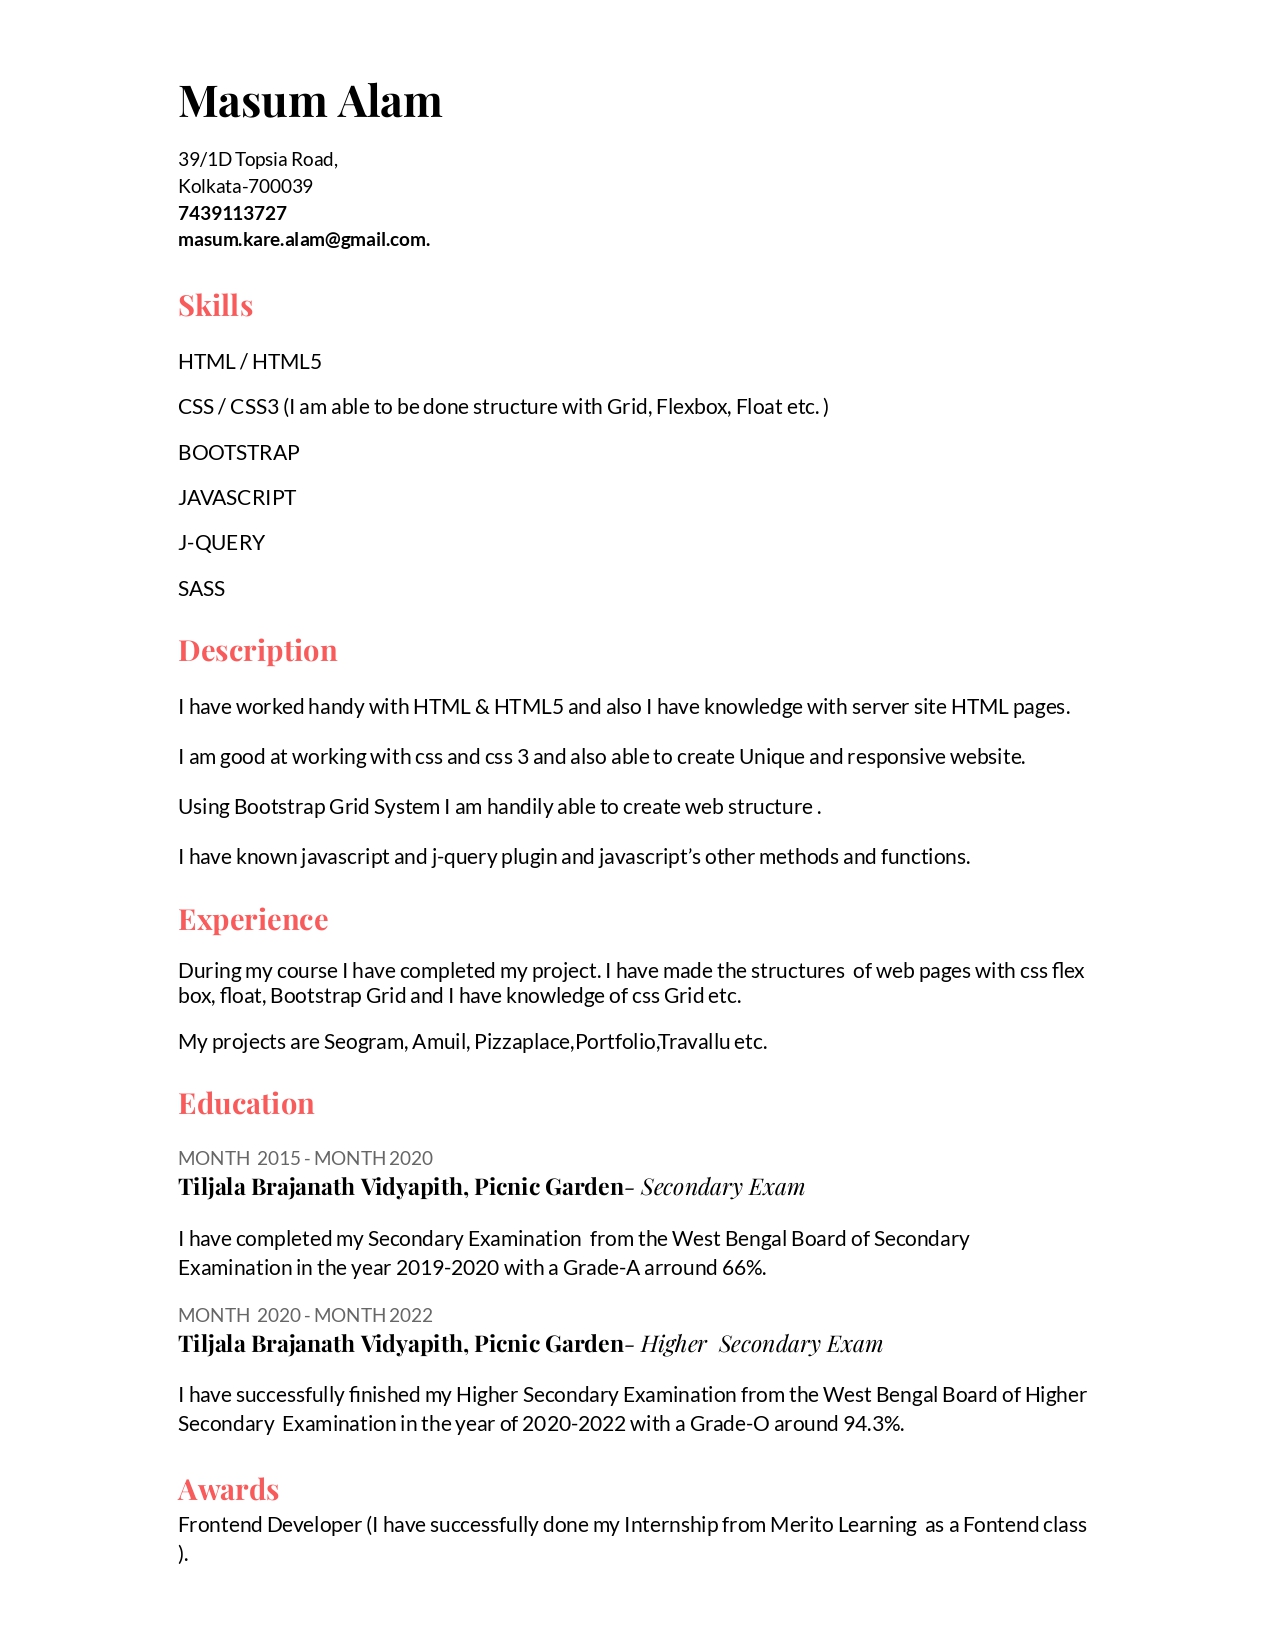 Masum Alam
39/1D Topsia Road,
Kolkata-700039
7439113727
masum.kare.alam@gmail.com.
Skills
HTML / HTML5
CSS / CSS3 (I am able to be done structure with Grid, Flexbox, Float etc. )
BOOTSTRAP
JAVASCRIPT
J-QUERY
SASS
Description
I have worked handy with HTML & HTML5 and also I have knowledge with server site HTML pages.
I am good at working with css and css 3 and also able to create Unique and responsive website.
Using Bootstrap Grid System I am handily able to create web structure .
I have known javascript and j-query plugin and javascript’s other methods and functions.
Experience
During my course I have completed my project. I have made the structures  of web pages with css flex
box, float, Bootstrap Grid and I have knowledge of css Grid etc.
My projects are Seogram, Amuil, Pizzaplace,Portfolio,Travallu etc.
Education
MONTH  2015 - MONTH 2020
Tiljala Brajanath Vidyapith, Picnic Garden- Secondary Exam
I have completed my Secondary Examination  from the West Bengal Board of Secondary
Examination in the year 2019-2020 with a Grade-A arround 66%.
MONTH  2020 - MONTH 2022
Tiljala Brajanath Vidyapith, Picnic Garden- Higher  Secondary Exam
I have successfully finished my Higher Secondary Examination from the West Bengal Board of Higher
Secondary  Examination in the year of 2020-2022 with a Grade-O around 94.3%.
Awards
Frontend Developer (I have successfully done my Internship from Merito Learning  as a Fontend class
).